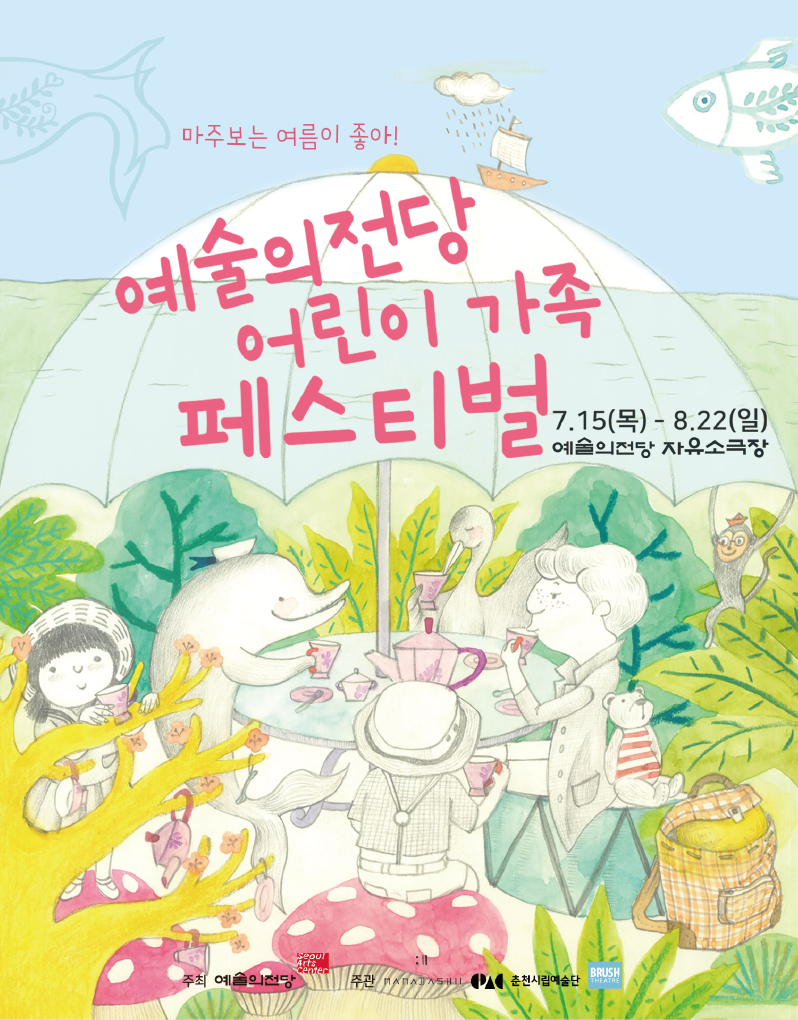 마주보는 여름이 좋아!
예술의전당
어린이 가족
페스티벌
7.15(목) - 8.22(일)
예술의전당 자유소극장
주최 예술의전당 Seoul Arts Center 주관 MAMADASHU CPAC 춘천시립예술단 BRUSH THEATRE